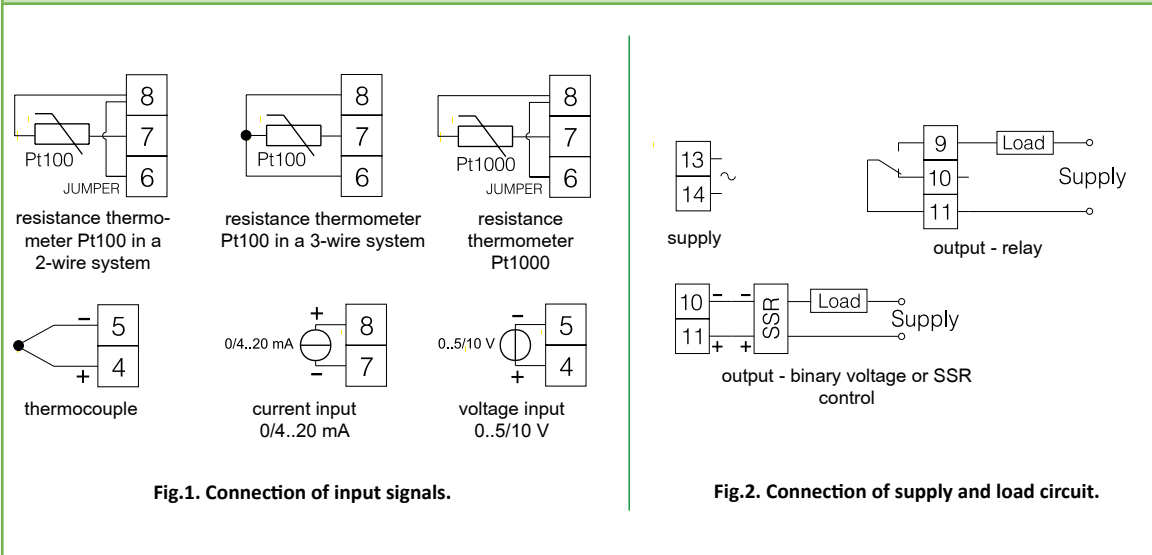 8
7
6
Pt100
JUMPER
resistance thermo-
meter Pt100 in a
2-wire system
8
7
6
Pt100
resistance thermometer
Pt100 in a 3-wire system
8
7
6
Pt1000
JUMPER
resistance
thermometer
Pt1000
−
5
4
+
thermocouple
+
0/4..20 mA
8
7
−
current input
0/4..20 mA
−
0..5/10 V
5
4
+
voltage input
0..5/10 V
Fig.1. Connection of input signals.
13
14
~
supply
9
10
11
Load
Supply
output - relay
10
11
− −
+ +
SSR
Load
Supply
output - binary voltage or SSR
control
Fig.2. Connection of supply and load circuit.